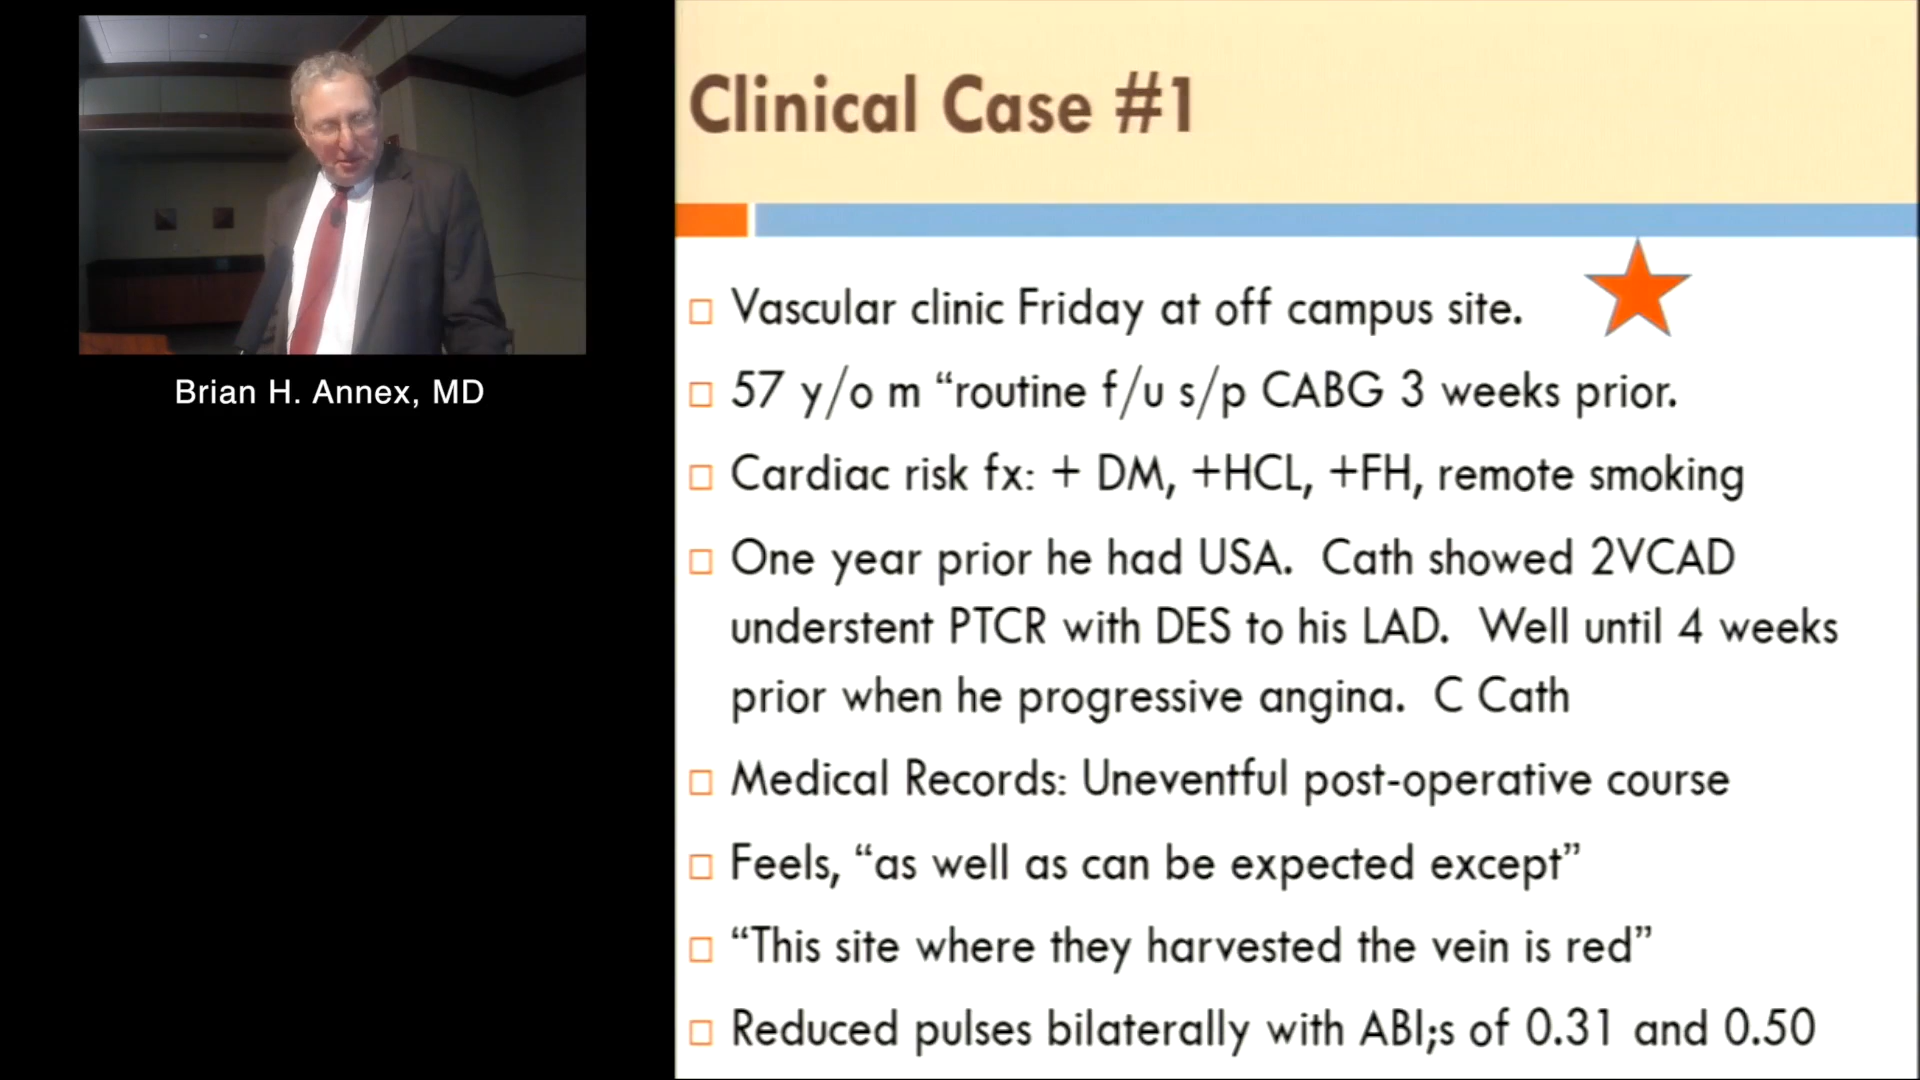 Brian H. Annex, MD
Clinical Case #1
Vascular clinic Friday at off campus site.
57 y/o m “routine f/u s/p CABG 3 weeks prior.
Cardiac risk fx: + DM, +HCL, +FH, remote smoking
One year prior he had USA. Cath showed 2VCAD
understent PTCR with DES to his LAD. Well until 4 weeks
prior when he progressive angina. C Cath
Medical Records: Uneventful post-operative course
Feels, “as well as can be expected except”
“This site where they harvested the vein is red”
Reduced pulses bilaterally with ABI;s of 0.31 and 0.50